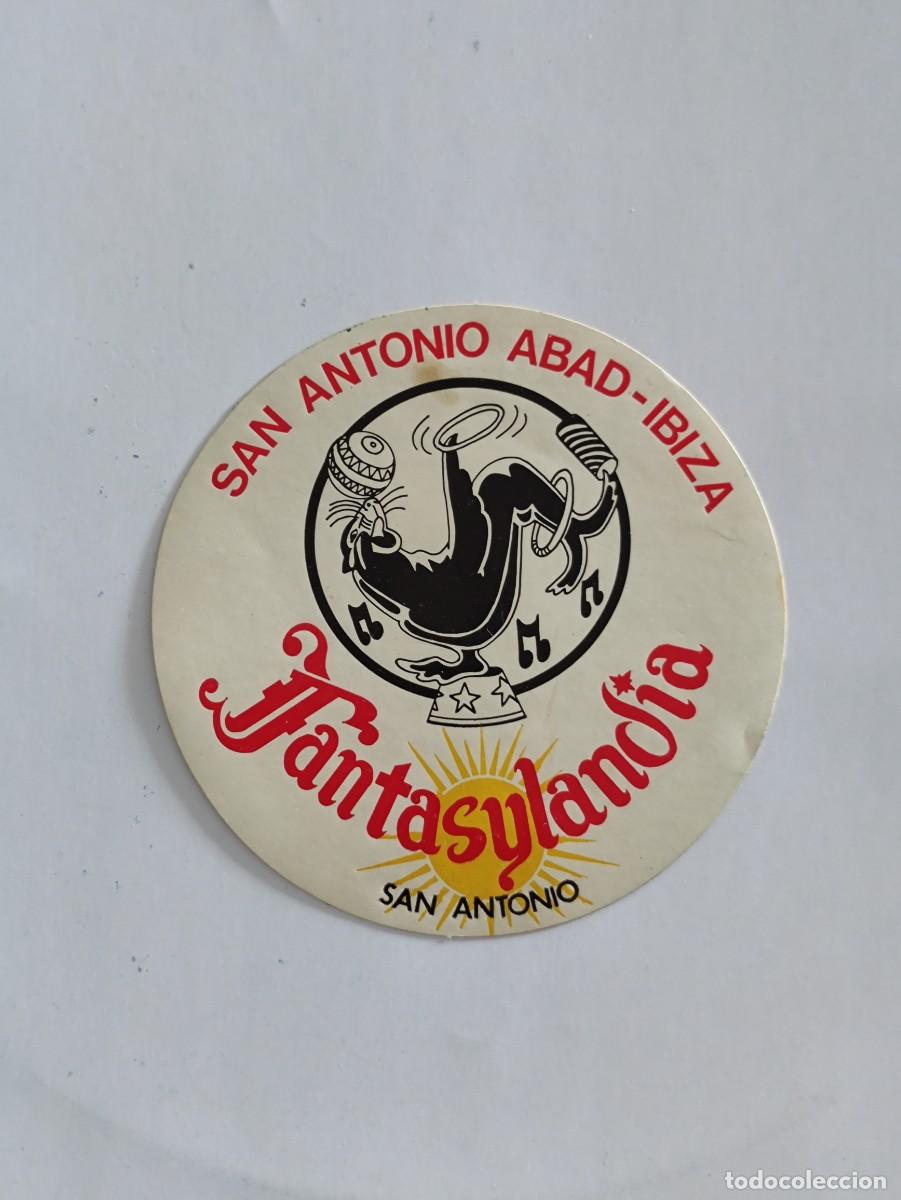 SAN ANTONIO ABAD-IBIZA
Fantasylandia
SAN ANTONIO
todocoleccion